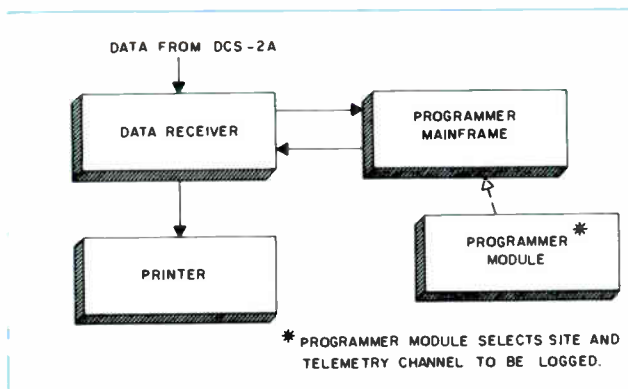 DATA FROM DCS-2A
DATA RECEIVER
PROGRAMMER
MAINFRAME
PRINTER
PROGRAMMER *
MODULE
* PROGRAMMER MODULE SELECTS SITE AND
TELEMETRY CHANNEL TO BE LOGGED.